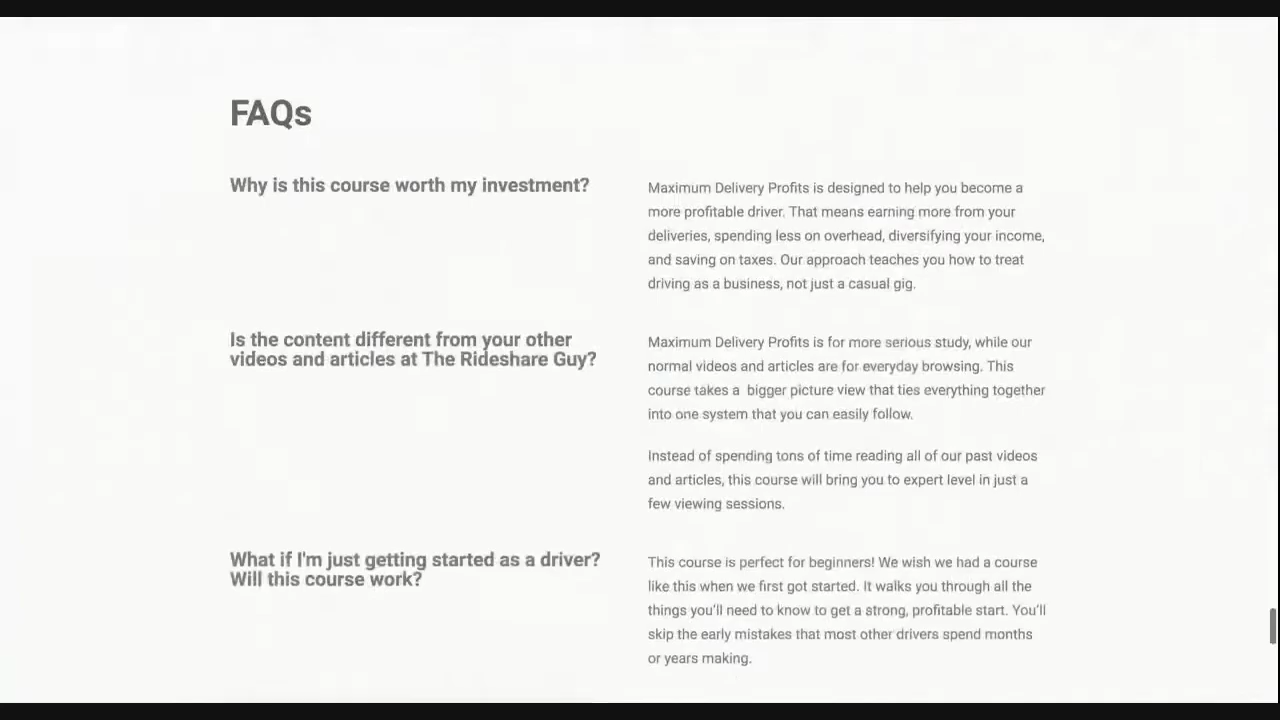 FAQs
Why is this course worth my investment?
Maximum Delivery Profits is designed to help you become a
more profitable driver. That means earning more from your
deliveries, spending less on overhead, diversifying your income,
and saving on taxes. Our approach teaches you how to treat
driving as a business, not just a casual gig.
Is the content different from your other
videos and articles at The Rideshare Guy?
Maximum Delivery Profits is for more serious study, while our
normal videos and articles are for everyday browsing. This
course takes a  bigger picture view that ties everything together
into one system that you can easily follow.
Instead of spending tons of time reading all of our past videos
and articles, this course will bring you to expert level in just a
few viewing sessions.
What if I'm just getting started as a driver?
Will this course work?
This course is perfect for beginners! We wish we had a course
like this when we first got started. It walks you through all the
things you’ll need to know to get a strong, profitable start. You’ll
skip the early mistakes that most other drivers spend months
or years making.